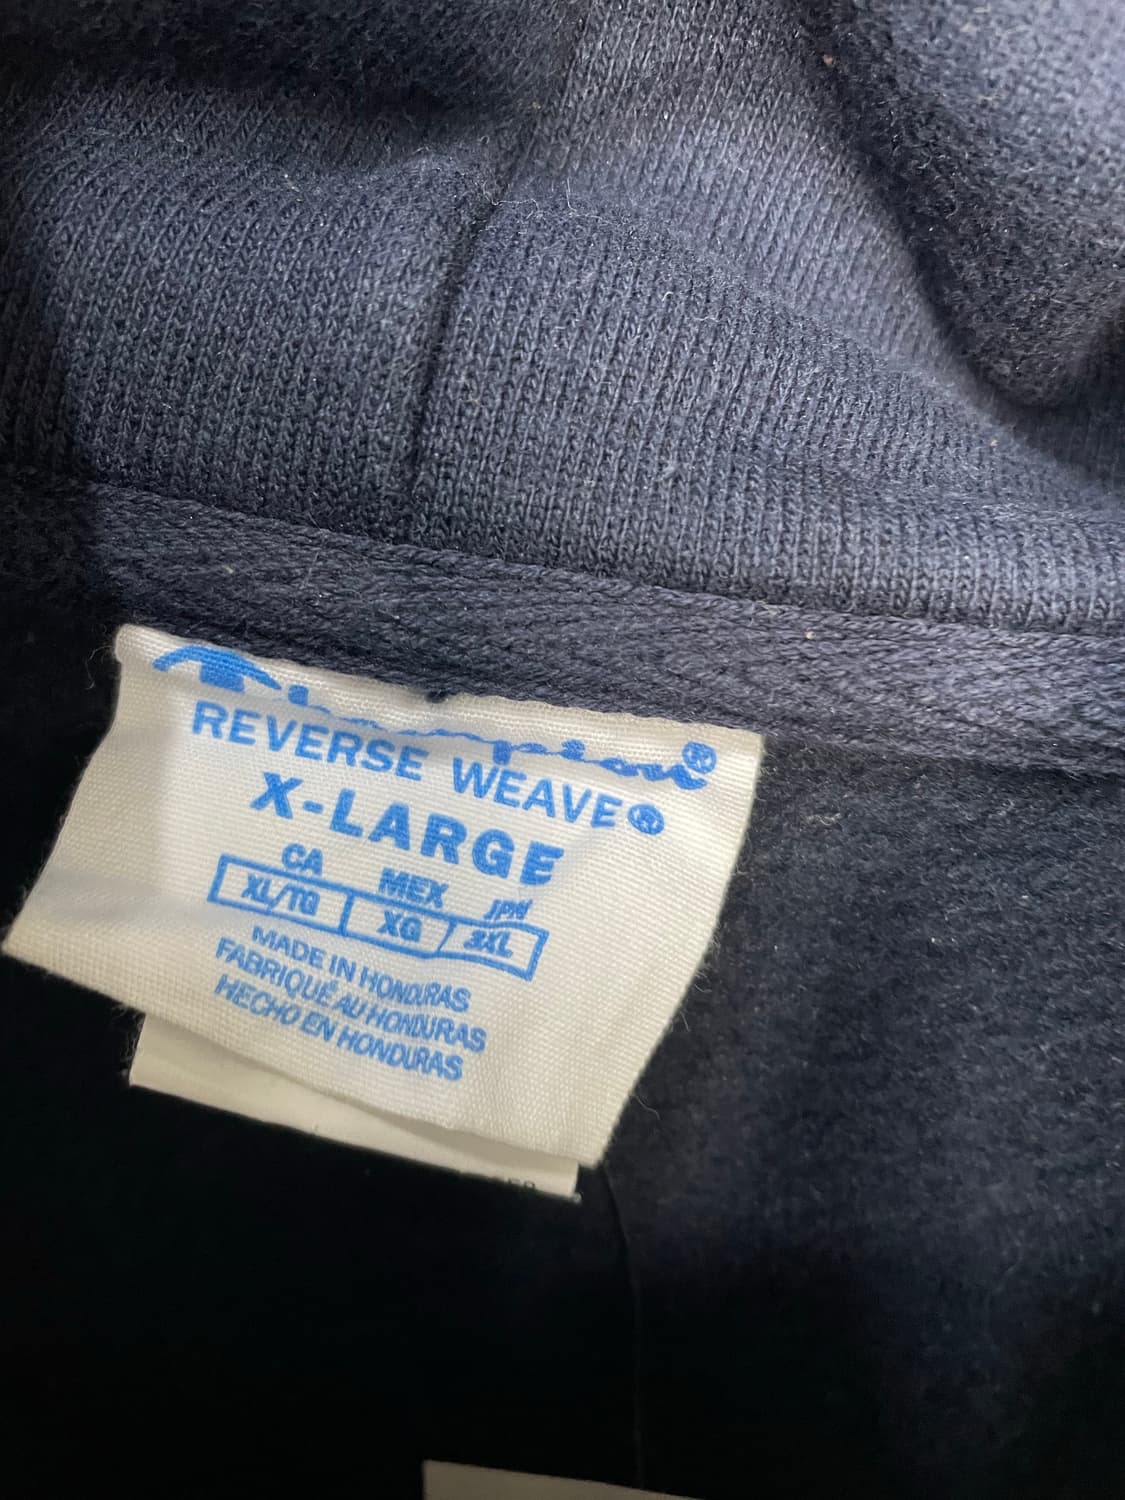 Champion®
REVERSE WEAVE®
X-LARGE
CA MEX JPN
XL/TG XG 3XL
MADE IN HONDURAS
FABRIQUÉ AU HONDURAS
HECHO EN HONDURAS